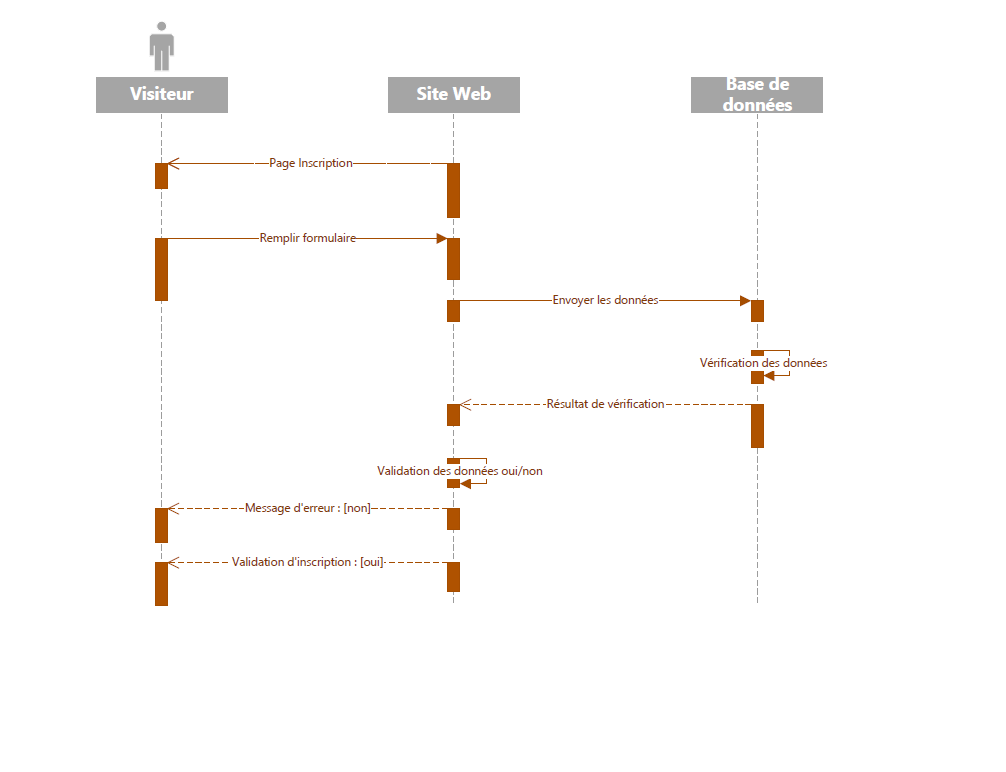 Visiteur
Site Web
Base de
données
Page Inscription
Remplir formulaire
Envoyer les données
Vérification des données
Résultat de vérification
Validation des données oui/non
Message d'erreur : [non]
Validation d'inscription : [oui]